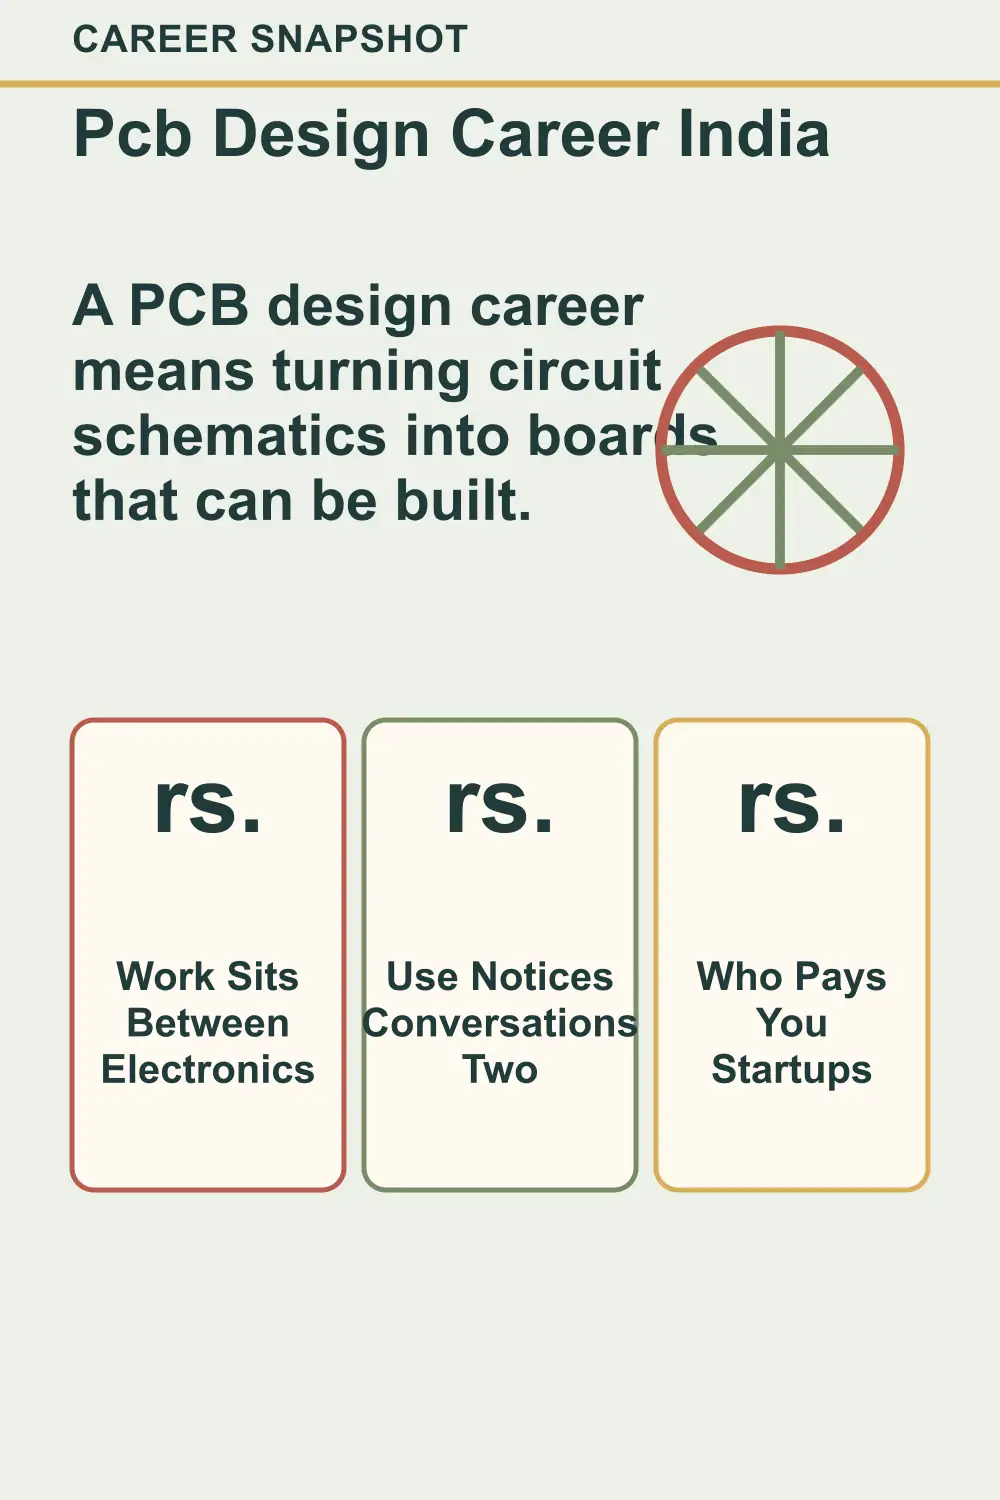 CAREER SNAPSHOT
Pcb Design Career India
A PCB design career
means turning circuit
schematics into boards
that can be built.
rs.
Work Sits
Between
Electronics
rs.
Use Notices
Conversations
Two
rs.
Who Pays
You
Startups